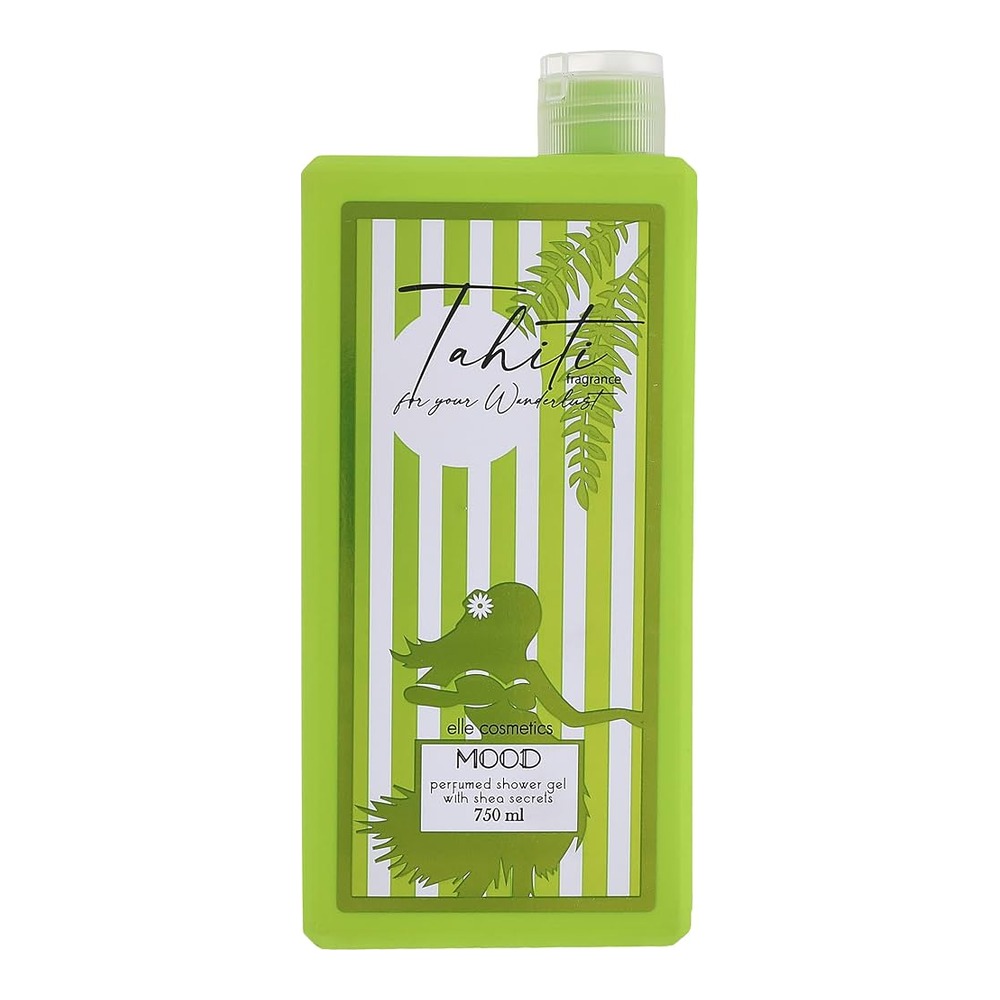 Tahiti
fragrance
for your Wanderlust
elle cosmetics
MOOD
perfumed shower gel
with shea secrets
750 ml